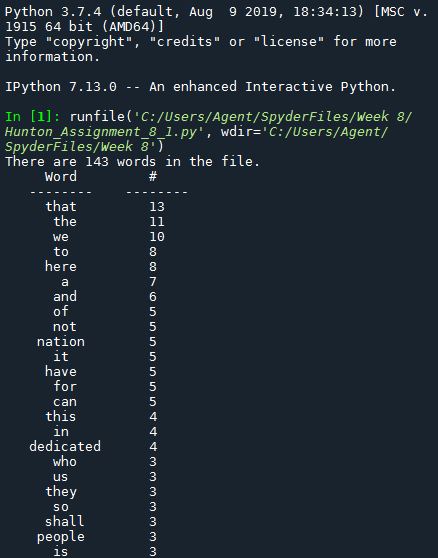 Python 3.7.4 (default, Aug  9 2019, 18:34:13) [MSC v.
1915 64 bit (AMD64)]
Type "copyright", "credits" or "license" for more
information.

IPython 7.13.0 -- An enhanced Interactive Python.

In [1]: runfile('C:/Users/Agent/SpyderFiles/Week 8/
Hunton_Assignment_8_1.py', wdir='C:/Users/Agent/
SpyderFiles/Week 8')
There are 143 words in the file.
Word #
-------- --------
that 13
the 11
we 10
to 8
here 8
a 7
and 6
of 5
not 5
nation 5
it 5
have 5
for 5
can 5
this 4
in 4
dedicated 4
who 3
us 3
they 3
so 3
shall 3
people 3
is 3